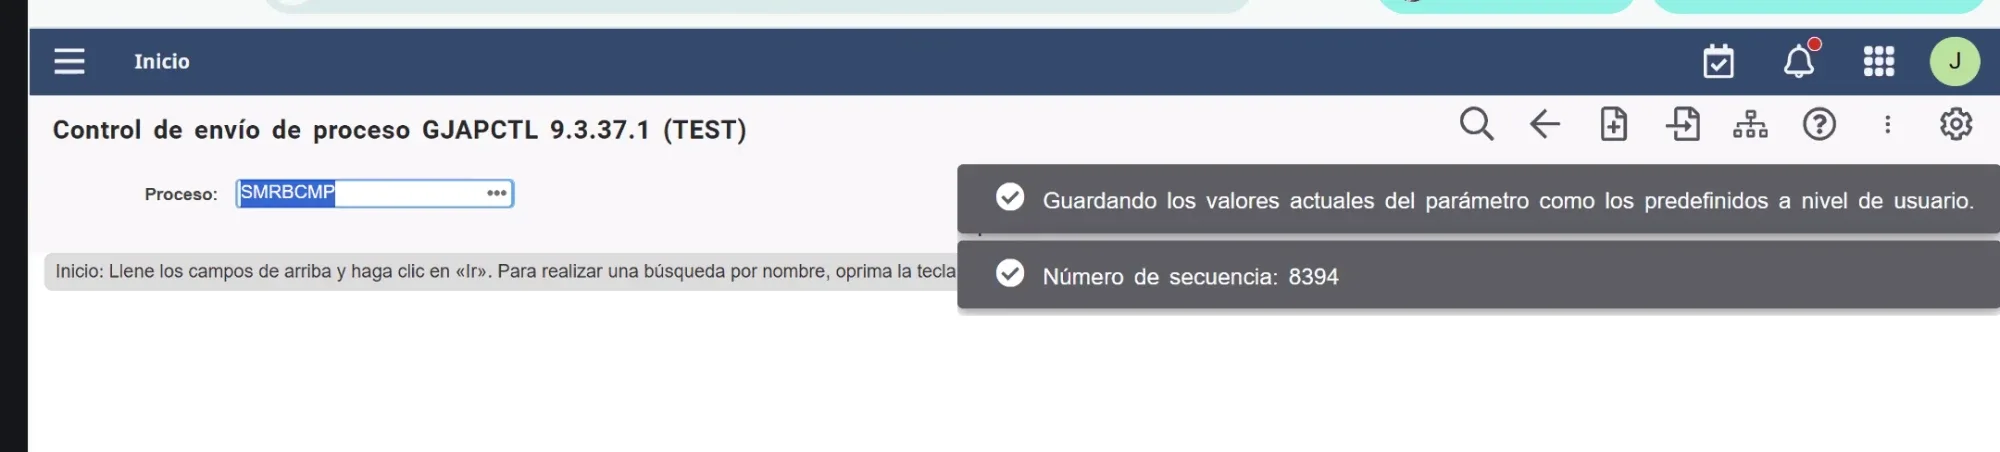 Inicio
J
Control de envío de proceso GJAPCTL 9.3.37.1 (TEST)
Proceso: SMRBCMP
Guardando los valores actuales del parámetro como los predefinidos a nivel de usuario.
Inicio: Llene los campos de arriba y haga clic en «Ir». Para realizar una búsqueda por nombre, oprima la tecla
Número de secuencia: 8394